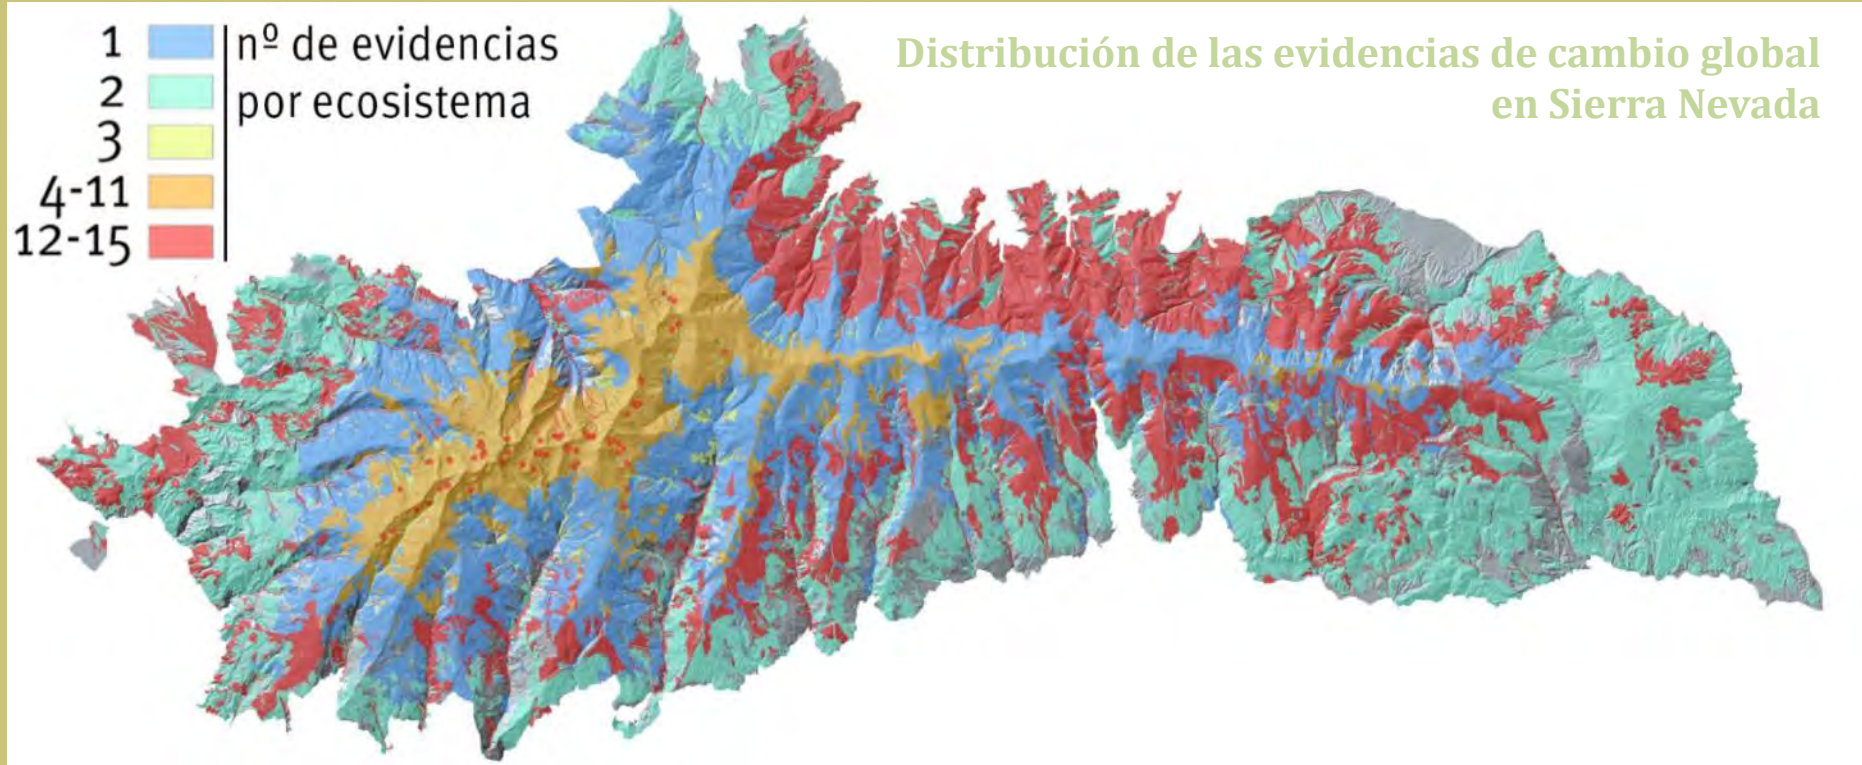 Distribución de las evidencias de cambio global
en Sierra Nevada
nº de evidencias
por ecosistema
1
2
3
4-11
12-15